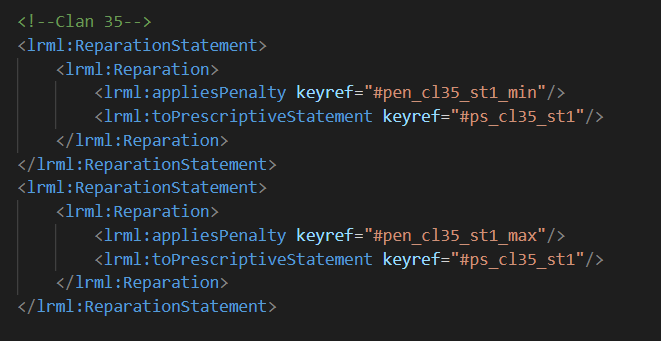 <!--Clan 35-->
<lrml:ReparationStatement>
<lrml:Reparation>
<lrml:appliesPenalty keyref="#pen_cl35_st1_min"/>
<lrml:toPrescriptiveStatement keyref="#ps_cl35_st1"/>
</lrml:Reparation>
</lrml:ReparationStatement>
<lrml:ReparationStatement>
<lrml:Reparation>
<lrml:appliesPenalty keyref="#pen_cl35_st1_max"/>
<lrml:toPrescriptiveStatement keyref="#ps_cl35_st1"/>
</lrml:Reparation>
</lrml:ReparationStatement>